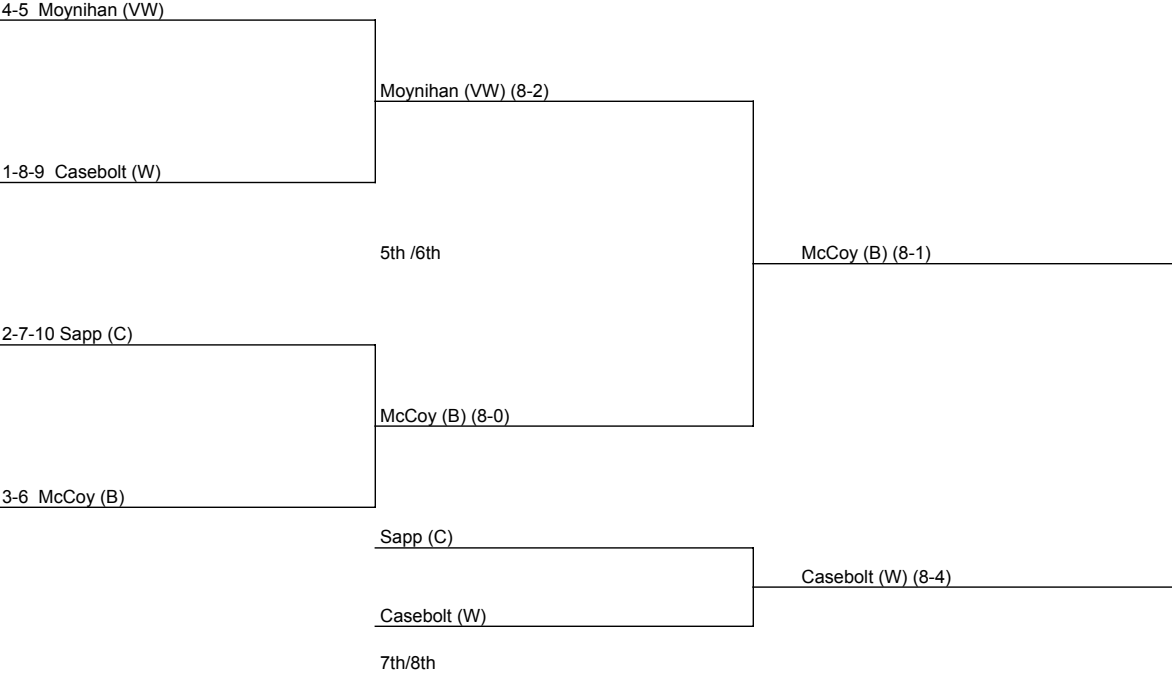 4-5  Moynihan (VW)
Moynihan (VW) (8-2)
1-8-9  Casebolt (W)
5th /6th
McCoy (B) (8-1)
2-7-10 Sapp (C)
McCoy (B) (8-0)
3-6  McCoy (B)
Sapp (C)
Casebolt (W) (8-4)
Casebolt (W)
7th/8th